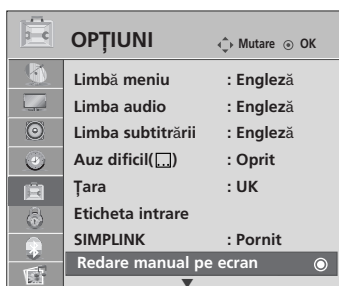 OPȚIUNI Mutare OK
Limbă meniu : Engleză
Limba audio : Engleză
Limba subtitrării : Engleză
Auz dificil( ) : Oprit
Țara : UK
Eticheta intrare
SIMPLINK : Pornit
Redare manual pe ecran